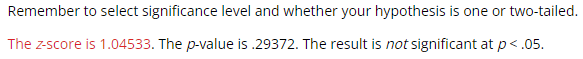 Remember to select significance level and whether your hypothesis is one or two-tailed.
The z-score is 1.04533. The p-value is .29372. The result is not significant at p < .05.